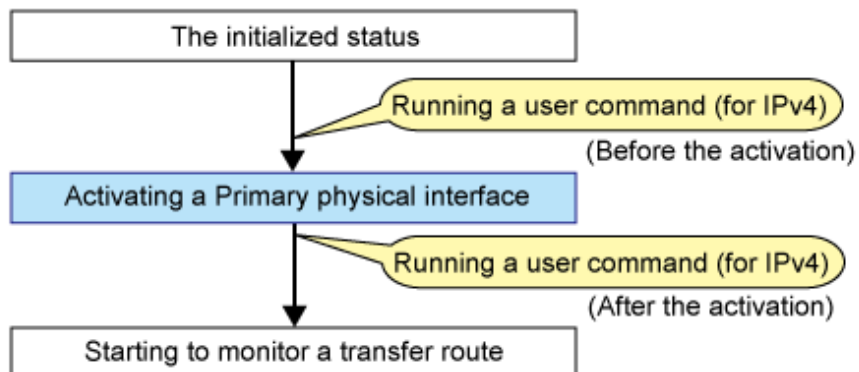 The initialized status
Running a user command (for IPv4)
(Before the activation)
Activating a Primary physical interface
Running a user command (for IPv4)
(After the activation)
Starting to monitor a transfer route